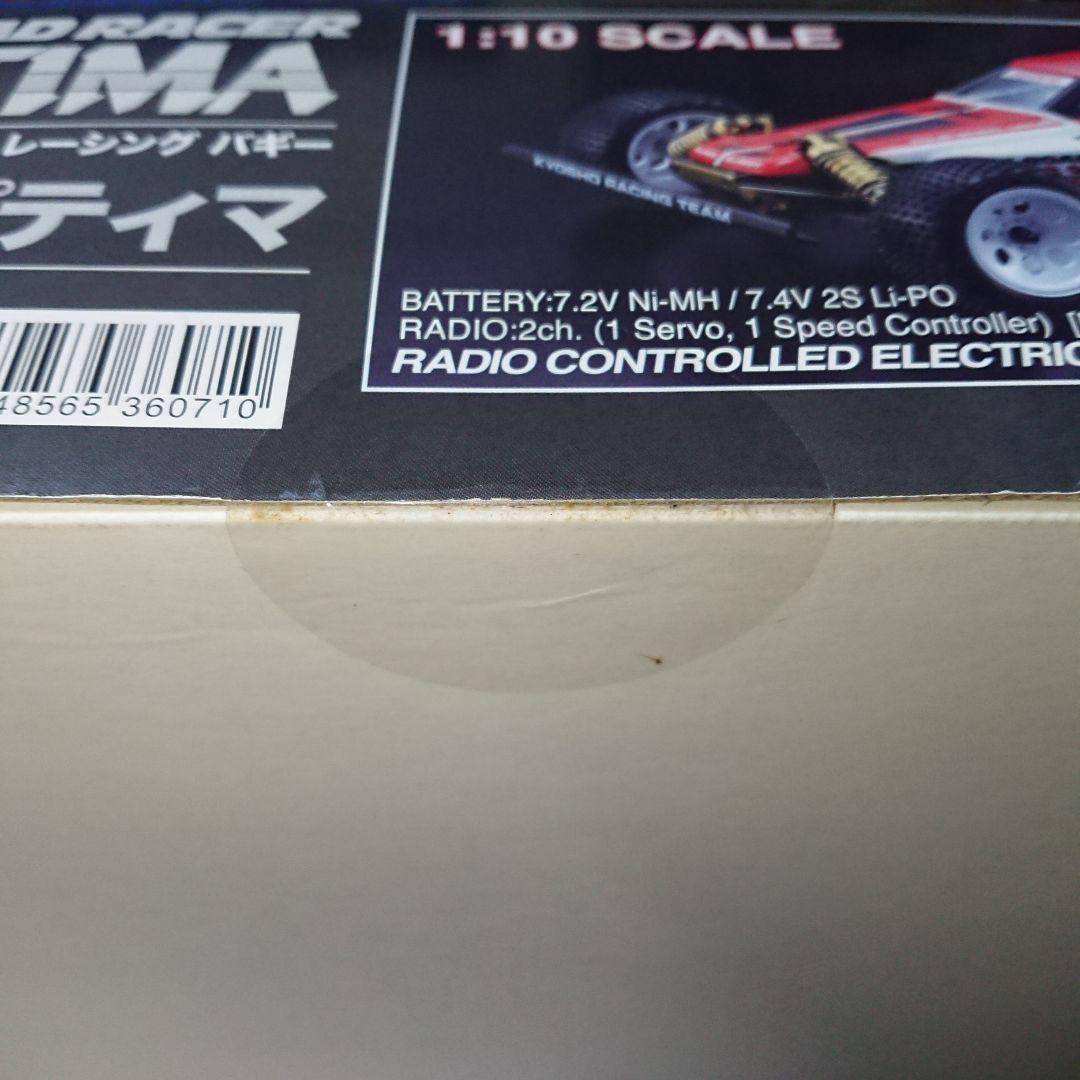 RACER
TIMA
レーシング バギー
ティマ
48565 360710
1:10 SCALE
KYOSHO RACING TEAM
BATTERY:7.2V Ni-MH / 7.4V 2S Li-PO
RADIO:2ch. (1 Servo, 1 Speed Controller)
RADIO CONTROLLED ELECTRIC